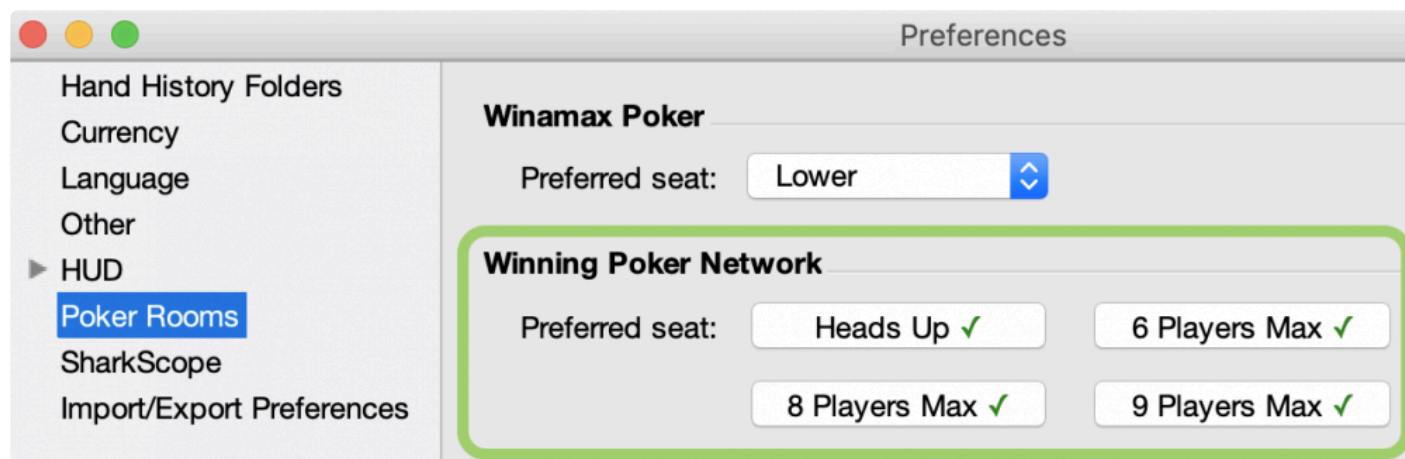 Preferences
Hand History Folders
Currency
Language
Other
HUD
Poker Rooms
SharkScope
Import/Export Preferences
Winamax Poker
Preferred seat: Lower
Winning Poker Network
Preferred seat: Heads Up ✓ 6 Players Max ✓
8 Players Max ✓ 9 Players Max ✓